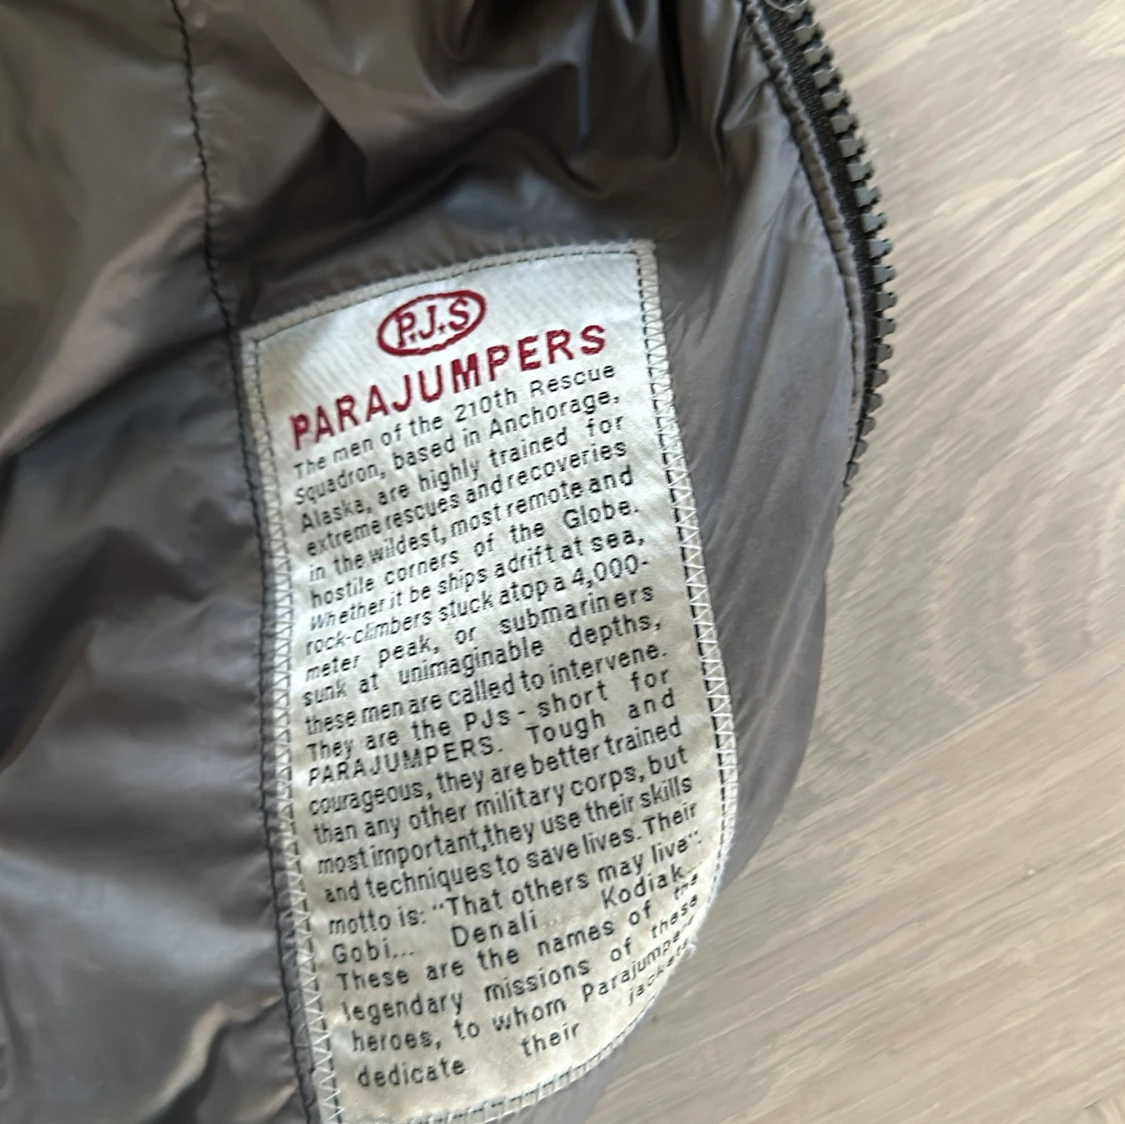 P.J.S
PARAJUMPERS
The men of the 210th Rescue
Squadron, based in Anchorage,
Alaska, are highly trained for
extreme rescues and recoveries
in the wildest, most remote and
hostile corners of the Globe.
Whether it be ships adrift at sea,
rock-climbers stuck atop a 4,000-
meter peak, or submariners
sunk at unimaginable depths,
these men are called to intervene.
They are the PJs - short for
PARAJUMPERS. Tough and
courageous, they are better trained
than any other military corps, but
most important, they use their skills
and techniques to save lives. Their
motto is: "That others may live".
Gobi... Denali... Kodiak...
These are the names of the
legendary missions of these
heroes, to whom Parajumpers
dedicate their jackets